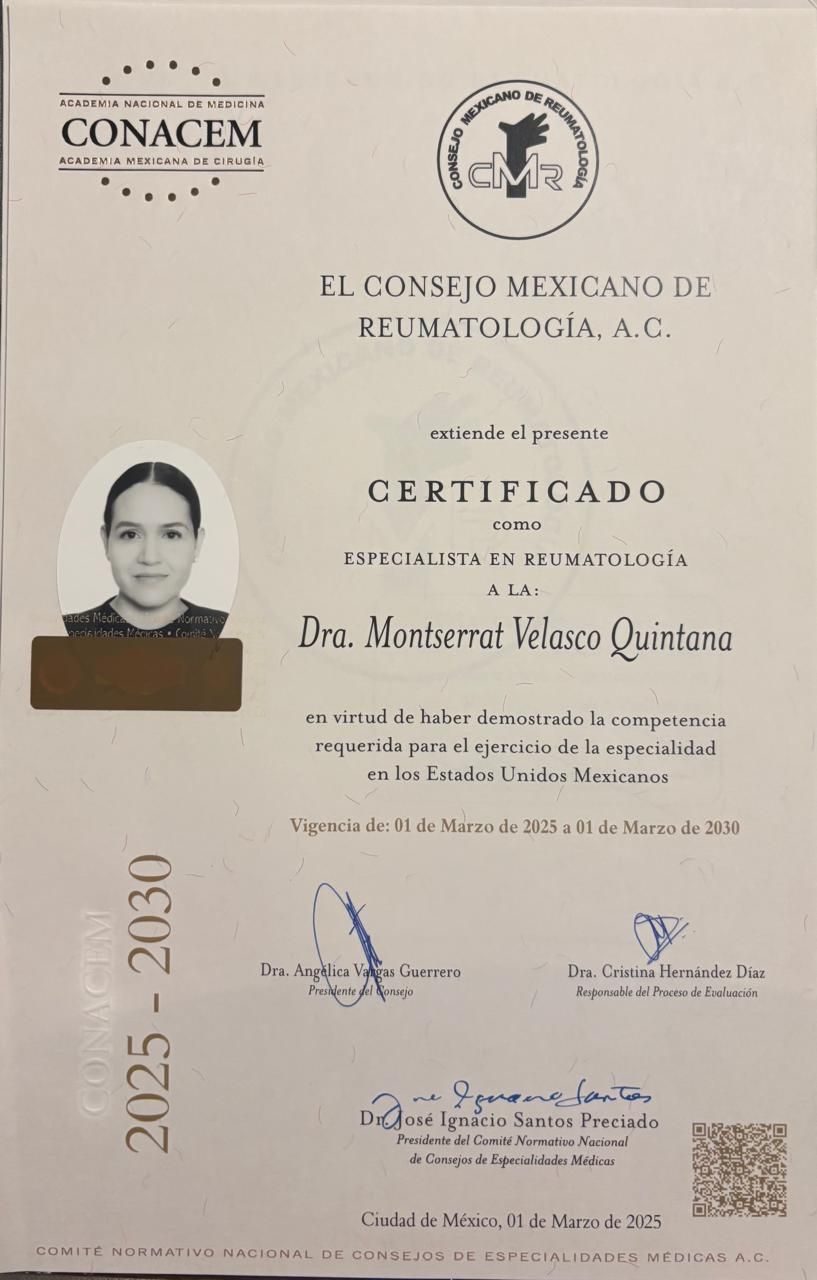 ACADEMIA NACIONAL DE MEDICINA
CONACEM
ACADEMIA MEXICANA DE CIRUGÍA
CONSEJO MEXICANO DE REUMATOLOGÍA
CMR
EL CONSEJO MEXICANO DE
REUMATOLOGÍA, A.C.
extiende el presente
CERTIFICADO
como
ESPECIALISTA EN REUMATOLOGÍA
A LA:
Dra. Montserrat Velasco Quintana
en virtud de haber demostrado la competencia
requerida para el ejercicio de la especialidad
en los Estados Unidos Mexicanos
Vigencia de: 01 de Marzo de 2025 a 01 de Marzo de 2030
CONACEM
2025 - 2030
Dra. Angélica Vargas Guerrero
Presidente del Consejo
Dra. Cristina Hernández Díaz
Responsable del Proceso de Evaluación
José Ignacio Santos
Dr. José Ignacio Santos Preciado
Presidente del Comité Normativo Nacional
de Consejos de Especialidades Médicas
Ciudad de México, 01 de Marzo de 2025
COMITÉ NORMATIVO NACIONAL DE CONSEJOS DE ESPECIALIDADES MÉDICAS A.C.